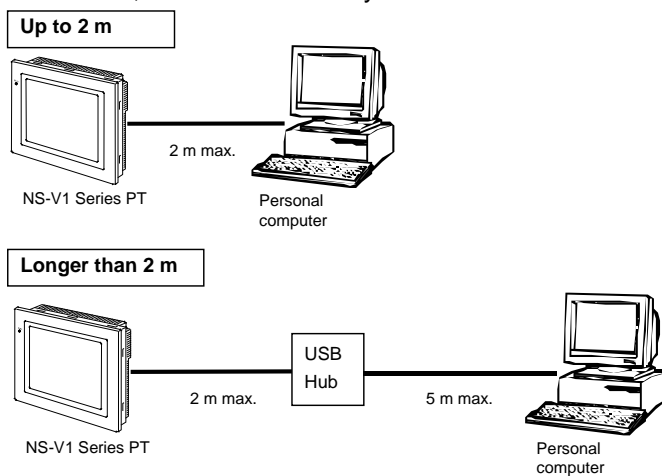 Up to 2 m
2 m max.
NS-V1 Series PT
Personal
computer
Longer than 2 m
USB
Hub
2 m max.
5 m max.
NS-V1 Series PT
Personal
computer